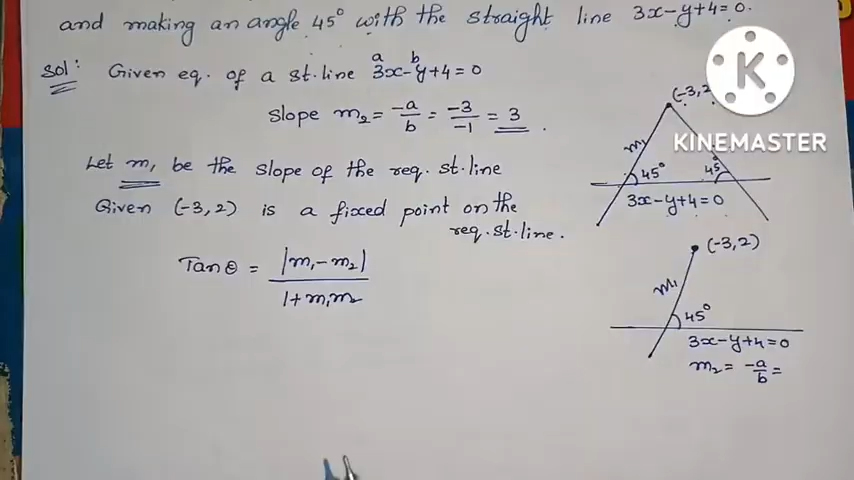 and making an angle 45° with the straight line 3x-y+4=0.
Sol: Given eq. of a st.line 3x-y+4=0
a b
slope m₂ = -a/b = -3/-1 = 3.
Let m₁ be the slope of the req. st.line
Given (-3,2) is a fixed point on the
req.st.line.
Tanθ = |m₁-m₂| / 1+m₁m₂
(-3,2
m₁
45° 45
3x-y+4=0
(-3,2)
m₁
45°
3x-y+4=0
m₂ = -a/b =
K
KINEMASTER